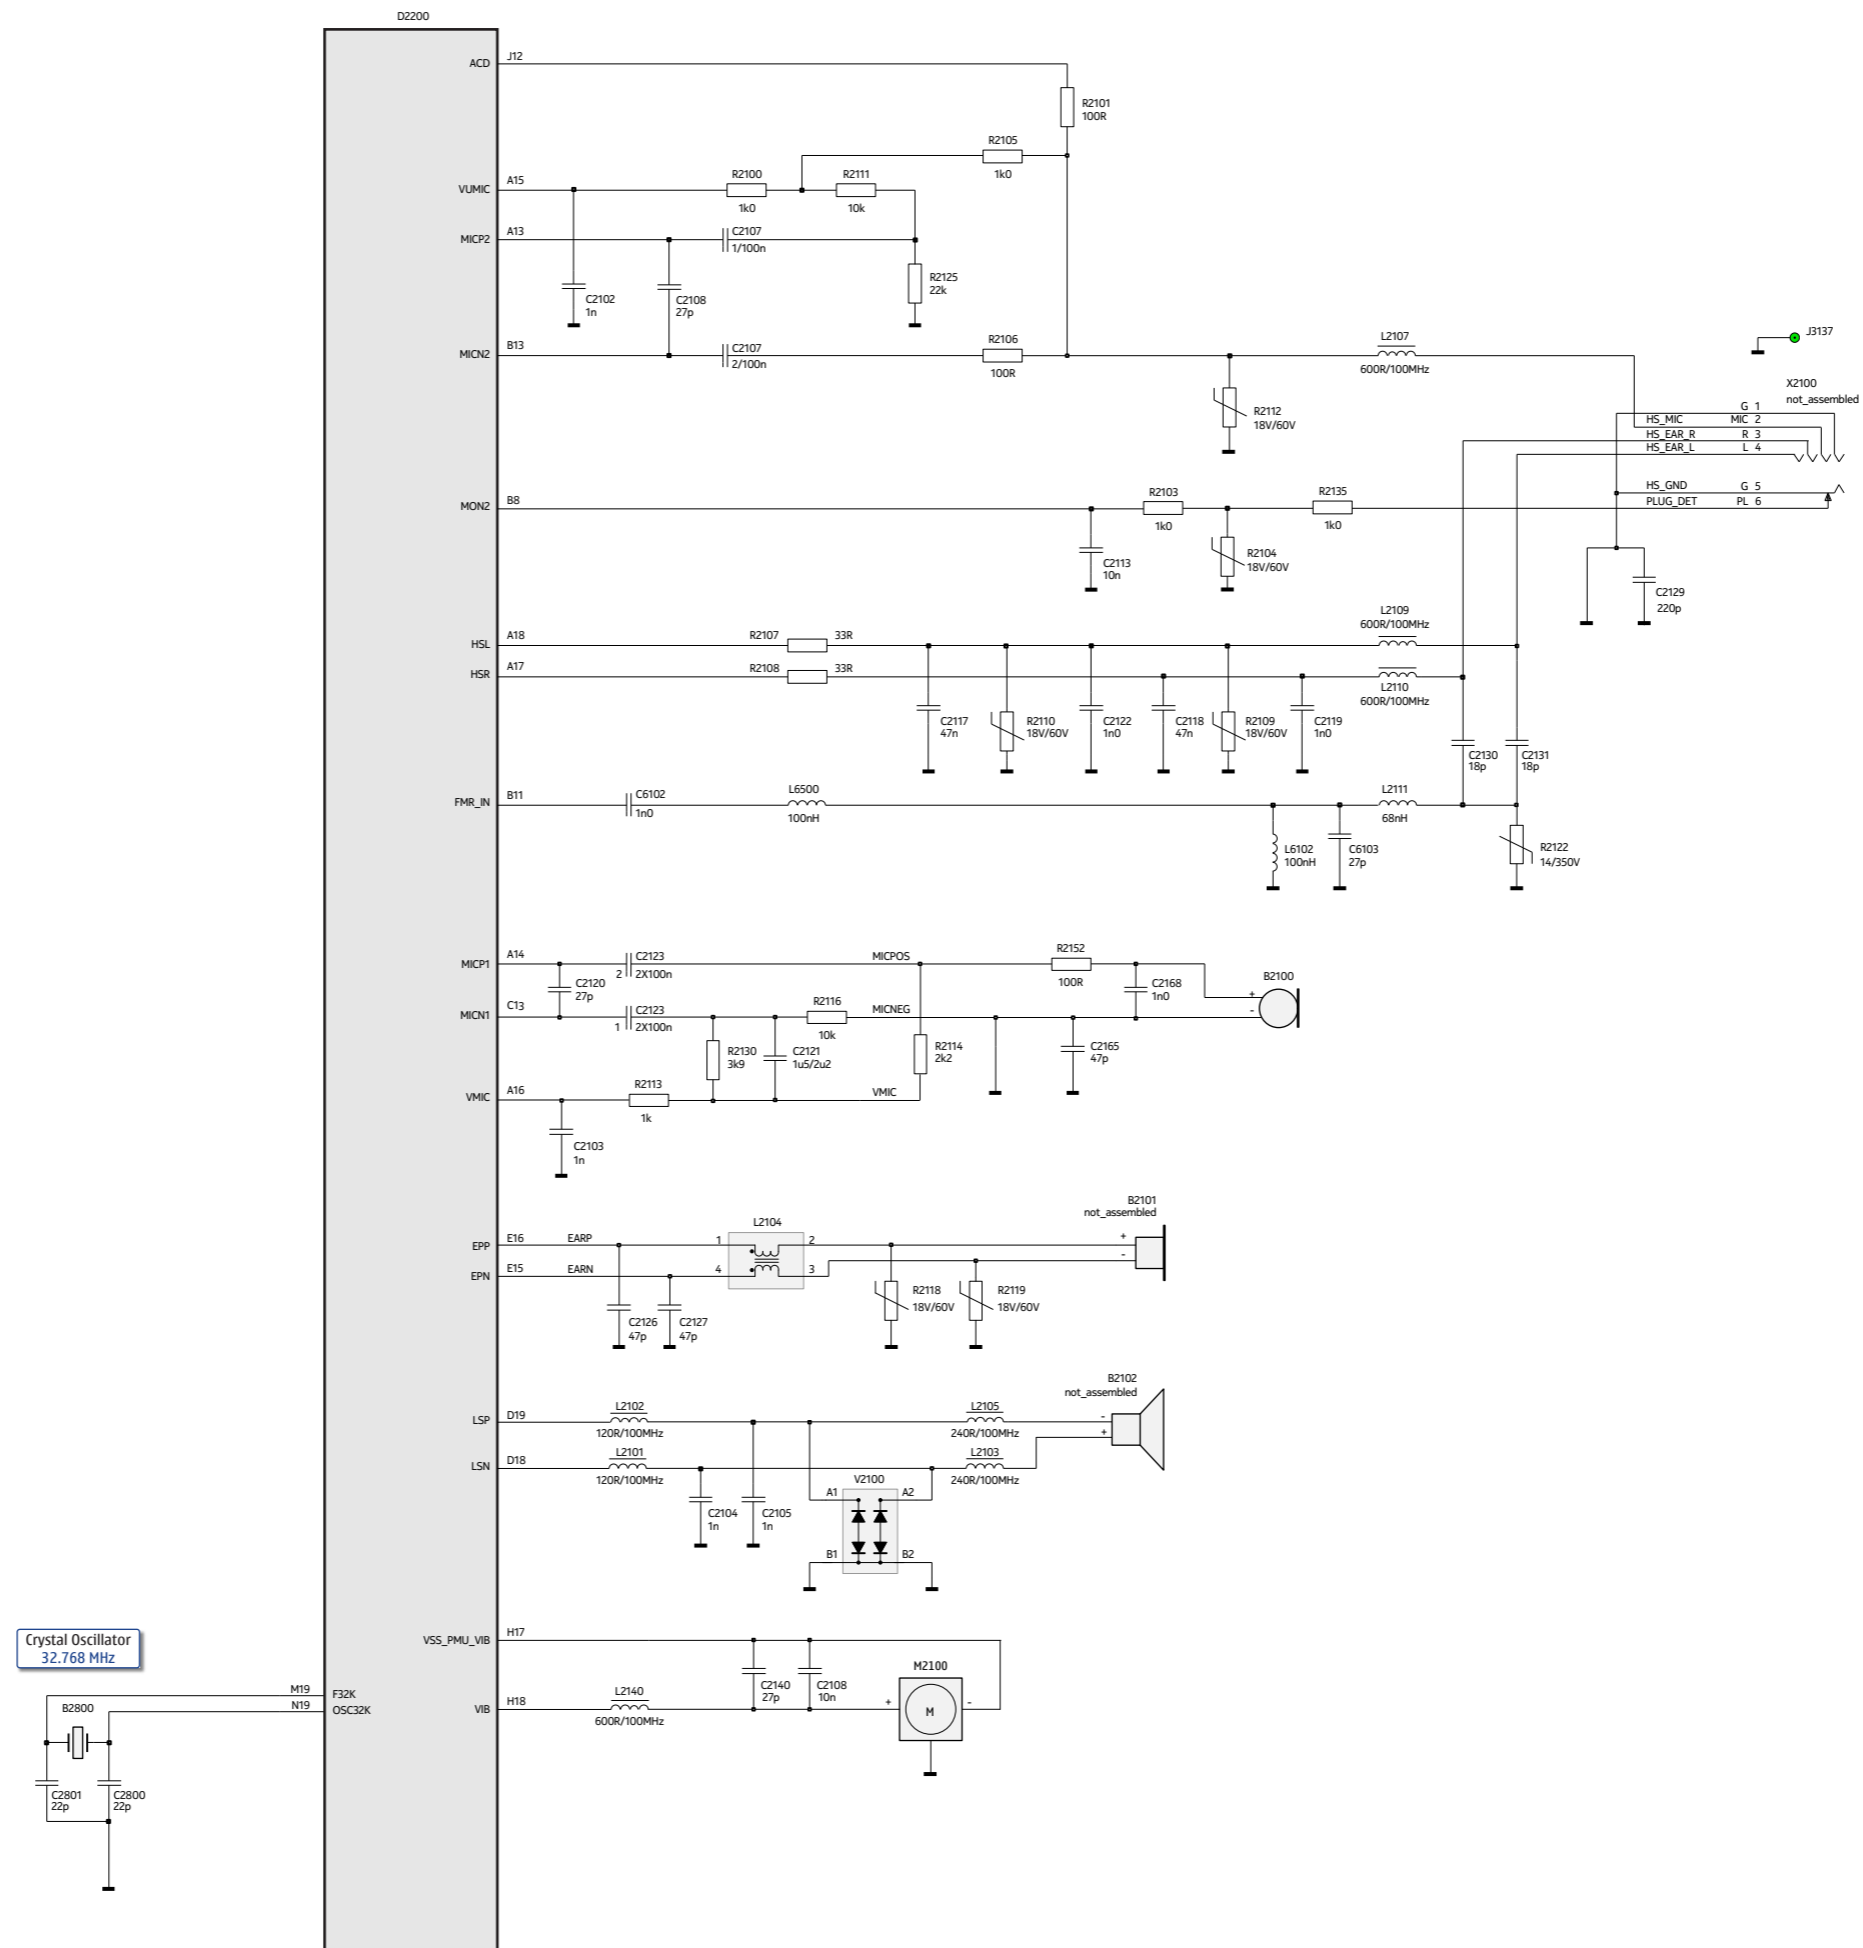 D2200
ACD
J12
R2101
100R
R2105
1k0
VUMIC
A15
R2100
1k0
R2111
10k
MICP2
A13
C2107
1/100n
R2125
22k
C2102
1n
C2108
27p
MICN2
B13
C2107
2/100n
R2106
100R
L2107
600R/100MHz
J3137
R2112
18V/60V
X2100
not_assembled
G 1
HS_MIC MIC 2
HS_EAR_R R 3
HS_EAR_L L 4
HS_GND G 5
PLUG_DET PL 6
MON2
B8
R2103
1k0
R2135
1k0
C2113
10n
R2104
18V/60V
C2129
220p
HSL
A18
R2107
33R
L2109
600R/100MHz
HSR
A17
R2108
33R
L2110
600R/100MHz
C2117
47n
R2110
18V/60V
C2122
1n0
C2118
47n
R2109
18V/60V
C2119
1n0
C2130
18p
C2131
18p
FMR_IN
B11
C6102
1n0
L6500
100nH
L2111
68nH
L6102
100nH
C6103
27p
R2122
14/350V
MICP1
A14
C2123
2 2X100n
MICPOS
R2152
100R
C2120
27p
C2168
1n0
B2100
+
-
MICN1
C13
C2123
1 2X100n
R2116
10k
MICNEG
R2130
3k9
C2121
1u5/2u2
R2114
2k2
C2165
47p
VMIC
A16
R2113
1k
VMIC
C2103
1n
B2101
not_assembled
L2104
EPP
E16
EARP
1
2
+
-
EPN
E15
EARN
4
3
C2126
47p
C2127
47p
R2118
18V/60V
R2119
18V/60V
B2102
not_assembled
LSP
D19
L2102
120R/100MHz
L2105
240R/100MHz
-
+
LSN
D18
L2101
120R/100MHz
L2103
240R/100MHz
V2100
A1
A2
C2104
1n
C2105
1n
B1
B2
Crystal Oscillator
32.768 MHz
VSS_PMU_VIB
H17
M2100
C2140
27p
C2108
10n
VIB
H18
L2140
600R/100MHz
+
M
-
M19
F32K
N19
OSC32K
B2800
C2801
22p
C2800
22p